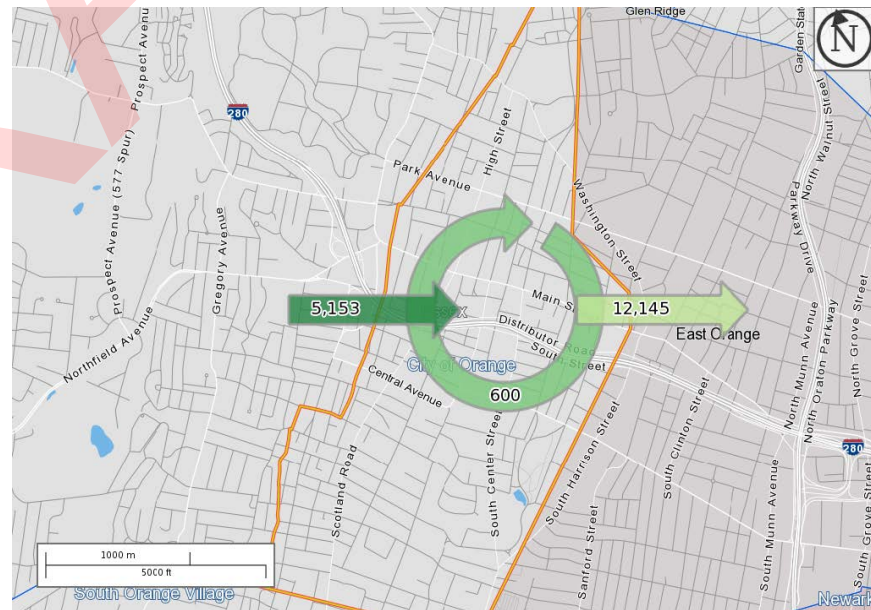 Glen Ridge
Garden State
N
Prospect Avenue
280
High Street
Park Avenue
North Walnut Street
Prospect Avenue (577 Spur)
Gregory Avenue
Washington Street
Parkway Drive
5,153
Main S
12,145
East Orange
Distributor Road
South Street
Northfield Avenue
City of Orange
Central Avenue
600
North Munn Avenue
North Oraton Parkway
North Grove Street
South Clinton Street
South Harrison Street
South Center Street
Scotland Road
280
Sanford Street
South Munn Avenue
South Grove Street
1000 m
5000 ft
South Orange Village
Newark